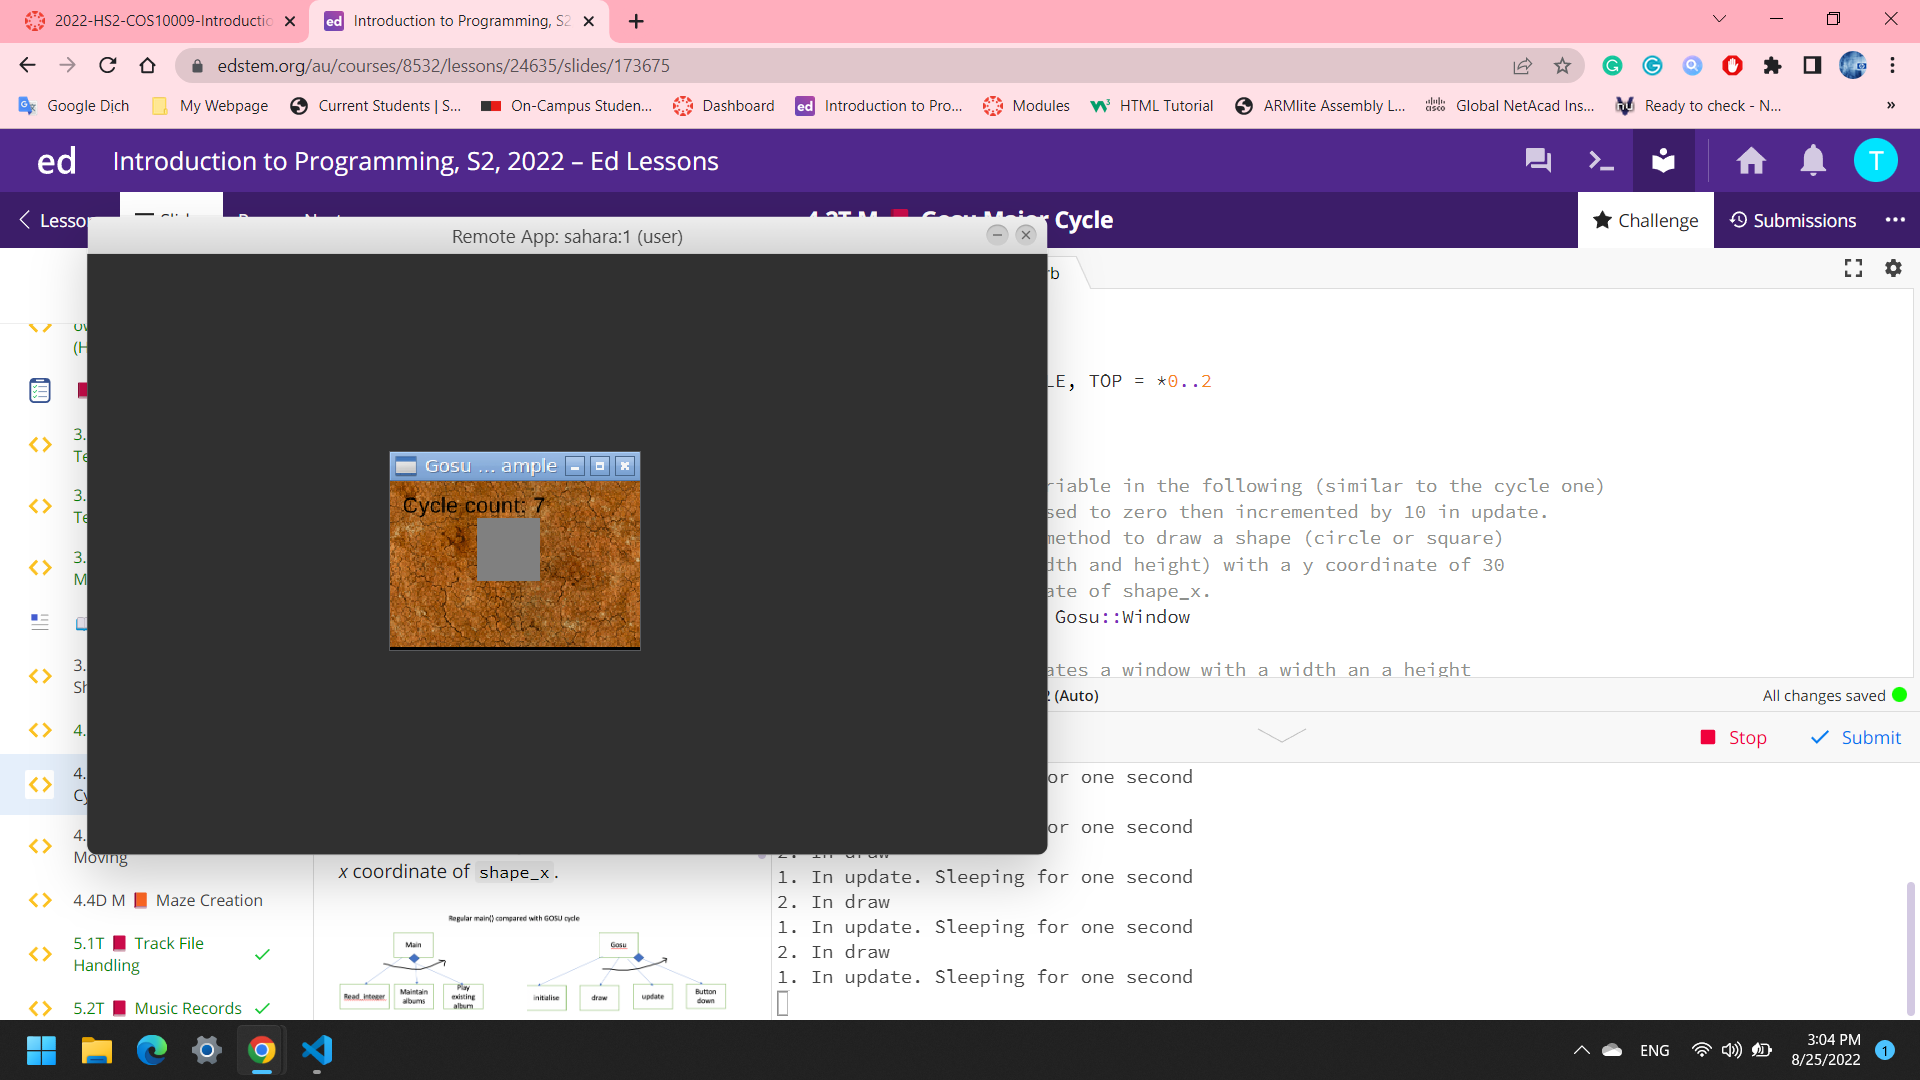 2022-HS2-COS10009-Introductio
Introduction to Programming, S2
edstem.org/au/courses/8532/lessons/24635/slides/173675
Google Dịch
My Webpage
Current Students | S...
On-Campus Studen...
Dashboard
Introduction to Pro...
Modules
HTML Tutorial
ARMlite Assembly L...
Global NetAcad Ins...
Ready to check - N...
»
ed
Introduction to Programming, S2, 2022 – Ed Lessons
T
Lesson
Cycle
Challenge
Submissions
Remote App: sahara:1 (user)
Gosu ... ample
Cycle count: 7
rb
LE, TOP = *0..2
riable in the following (similar to the cycle one)
sed to zero then incremented by 10 in update.
method to draw a shape (circle or square)
dth and height) with a y coordinate of 30
ate of shape_x.
Gosu::Window
ates a window with a width an a height
2 (Auto)
All changes saved
Stop
Submit
or one second
or one second
2. In draw
1. In update. Sleeping for one second
2. In draw
1. In update. Sleeping for one second
2. In draw
1. In update. Sleeping for one second
(H
3.
Te
3.
Te
3.
M
3.
Sh
4.
4.
Cy
4.
Moving
4.4D M Maze Creation
5.1T Track File
Handling
5.2T Music Records
x coordinate of shape_x.
Regular main() compared with GOSU cycle
Main
Read_integer
Maintain
albums
Play
existing
album
Gosu
initialise
draw
update
Button
down
ENG
3:04 PM
8/25/2022
1